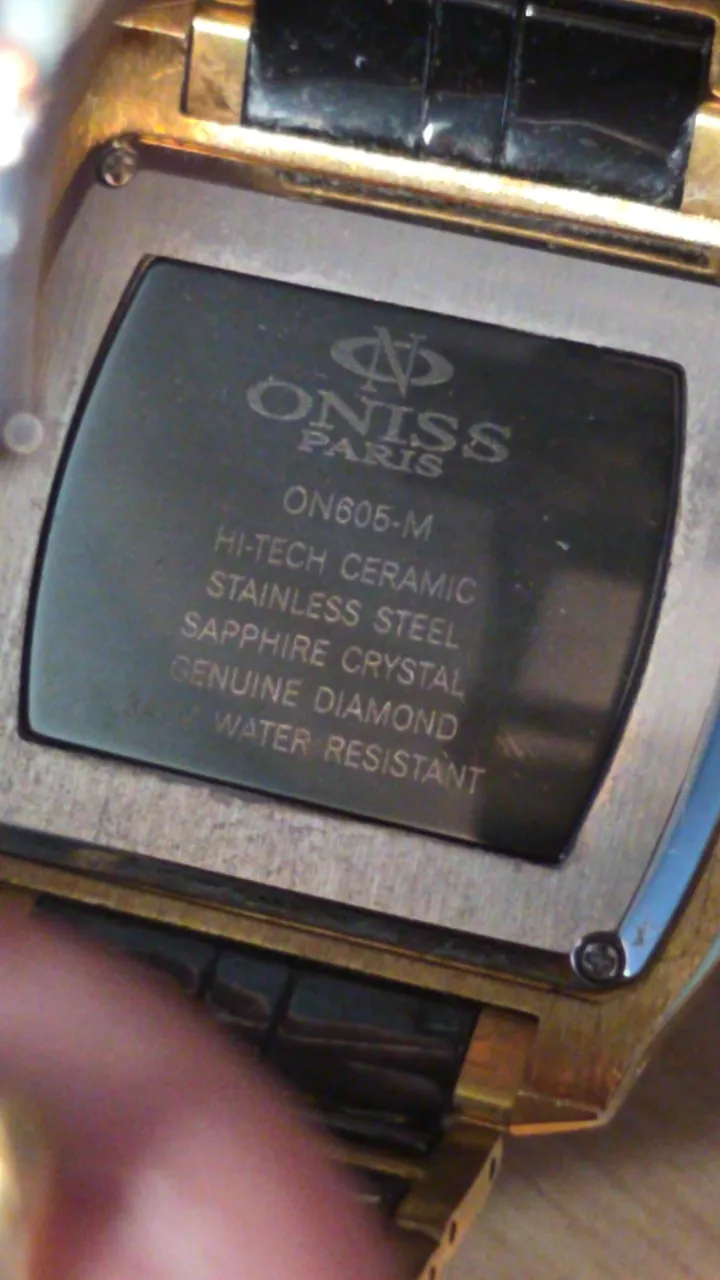 ONISS
PARIS
ON605-M
HI-TECH CERAMIC
STAINLESS STEEL
SAPPHIRE CRYSTAL
GENUINE DIAMOND
WATER RESISTANT